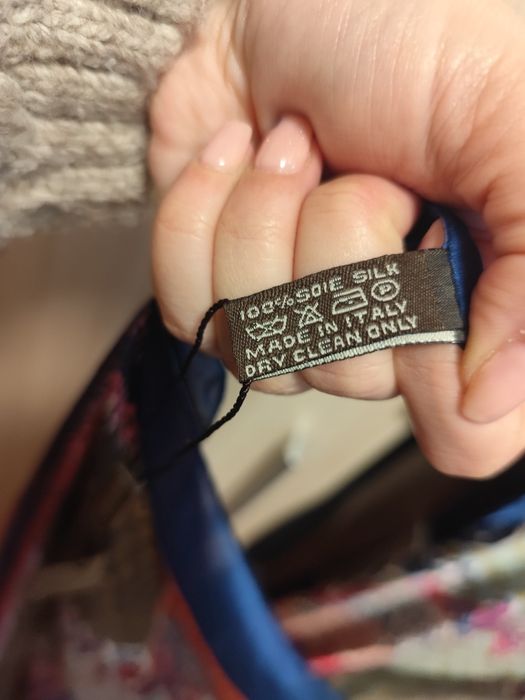 100% SOIE SILK
P
MADE IN ITALY
DRY CLEAN ONLY